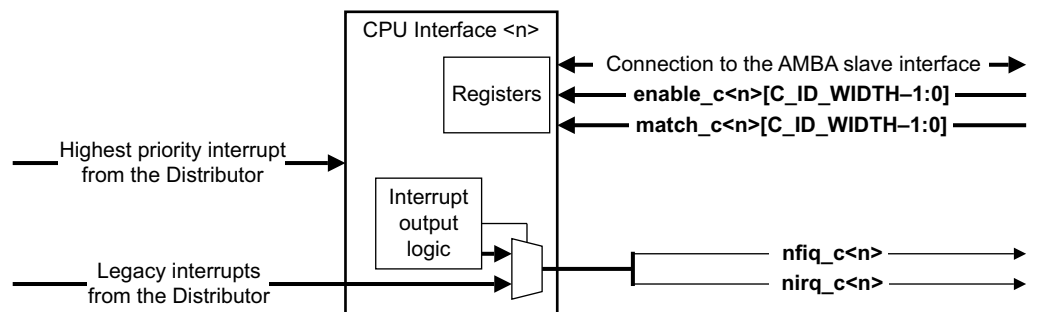 CPU Interface <n>
Registers
Connection to the AMBA slave interface
enable_c<n>[C_ID_WIDTH–1:0]
match_c<n>[C_ID_WIDTH–1:0]
Highest priority interrupt
from the Distributor
Interrupt
output
logic
Legacy interrupts
from the Distributor
nfiq_c<n>
nirq_c<n>